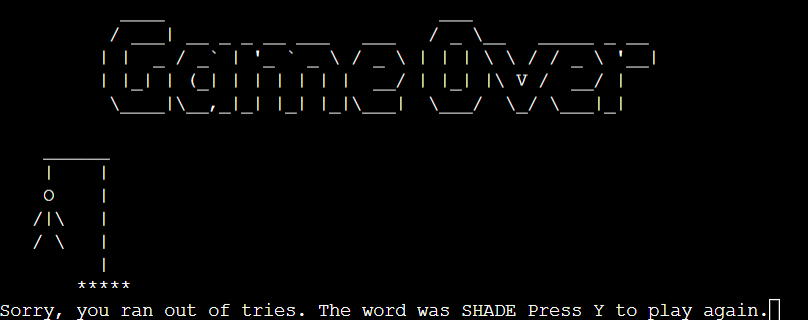 Game Over
*****
Sorry, you ran out of tries. The word was SHADE Press Y to play again.